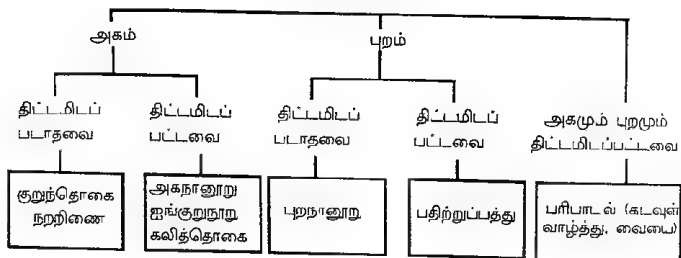 அகம்
புறம்
திட்டமிடப்
படாதவை
திட்டமிடப்
பட்டவை
திட்டமிடப்
படாதவை
திட்டமிடப்
பட்டவை
அகமும் புறமும்
திட்டமிடப்பட்டவை
குறுந்தொகை
நற்றிணை
அகநானூறு
ஐங்குறுநூறு
கலித்தொகை
புறநானூறு
பதிற்றுப்பத்து
பரிபாடல் (கடவுள்
வாழ்த்து, வையை)